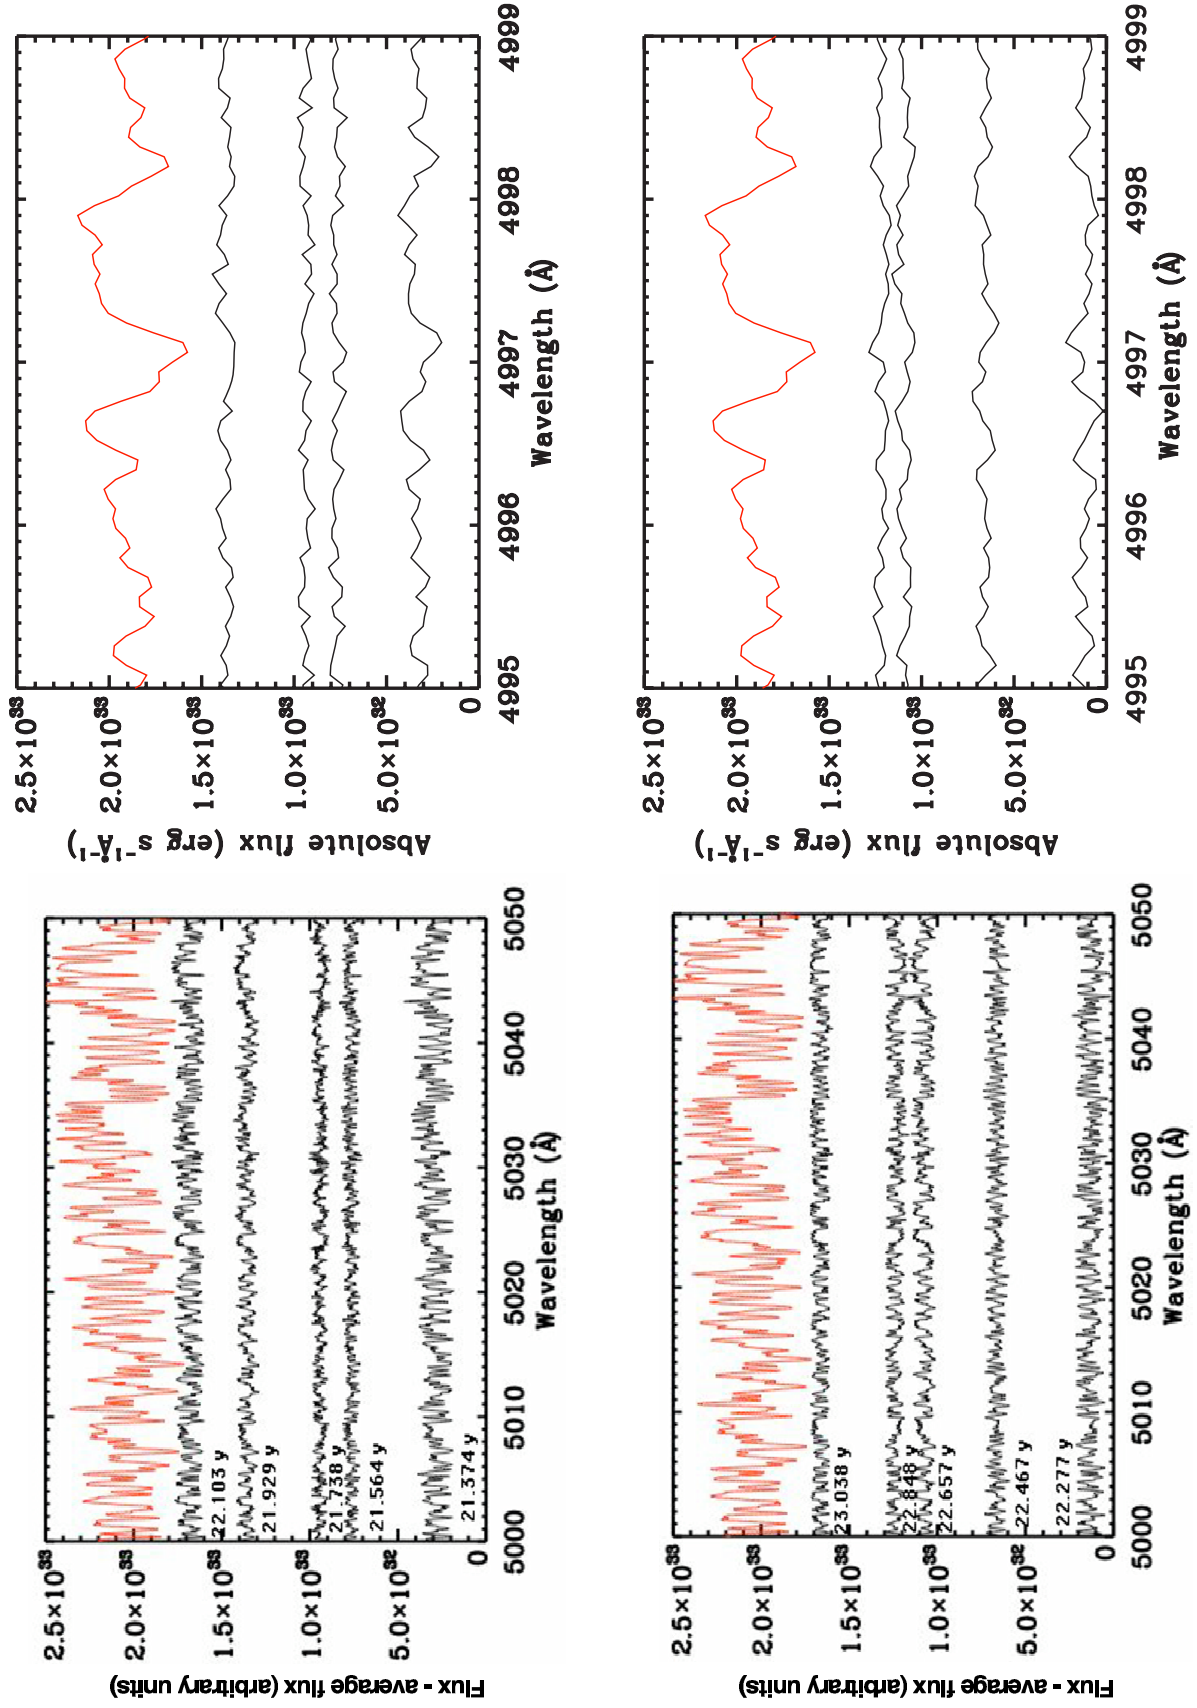 Flux - average flux (arbitrary units)
2.5×10³³
2.0×10³³
1.5×10³³
1.0×10³³
5.0×10³²
0
22.103 y
21.929 y
21.738 y
21.564 y
21.374 y
5000 5010 5020 5030 5040 5050
Wavelength (Å)
Absolute flux (erg s⁻¹Å⁻¹)
2.5×10³³
2.0×10³³
1.5×10³³
1.0×10³³
5.0×10³²
0
4995 4996 4997 4998 4999
Wavelength (Å)
Flux - average flux (arbitrary units)
2.5×10³³
2.0×10³³
1.5×10³³
1.0×10³³
5.0×10³²
0
23.038 y
22.848 y
22.657 y
22.467 y
22.277 y
5000 5010 5020 5030 5040 5050
Wavelength (Å)
Absolute flux (erg s⁻¹Å⁻¹)
2.5×10³³
2.0×10³³
1.5×10³³
1.0×10³³
5.0×10³²
0
4995 4996 4997 4998 4999
Wavelength (Å)